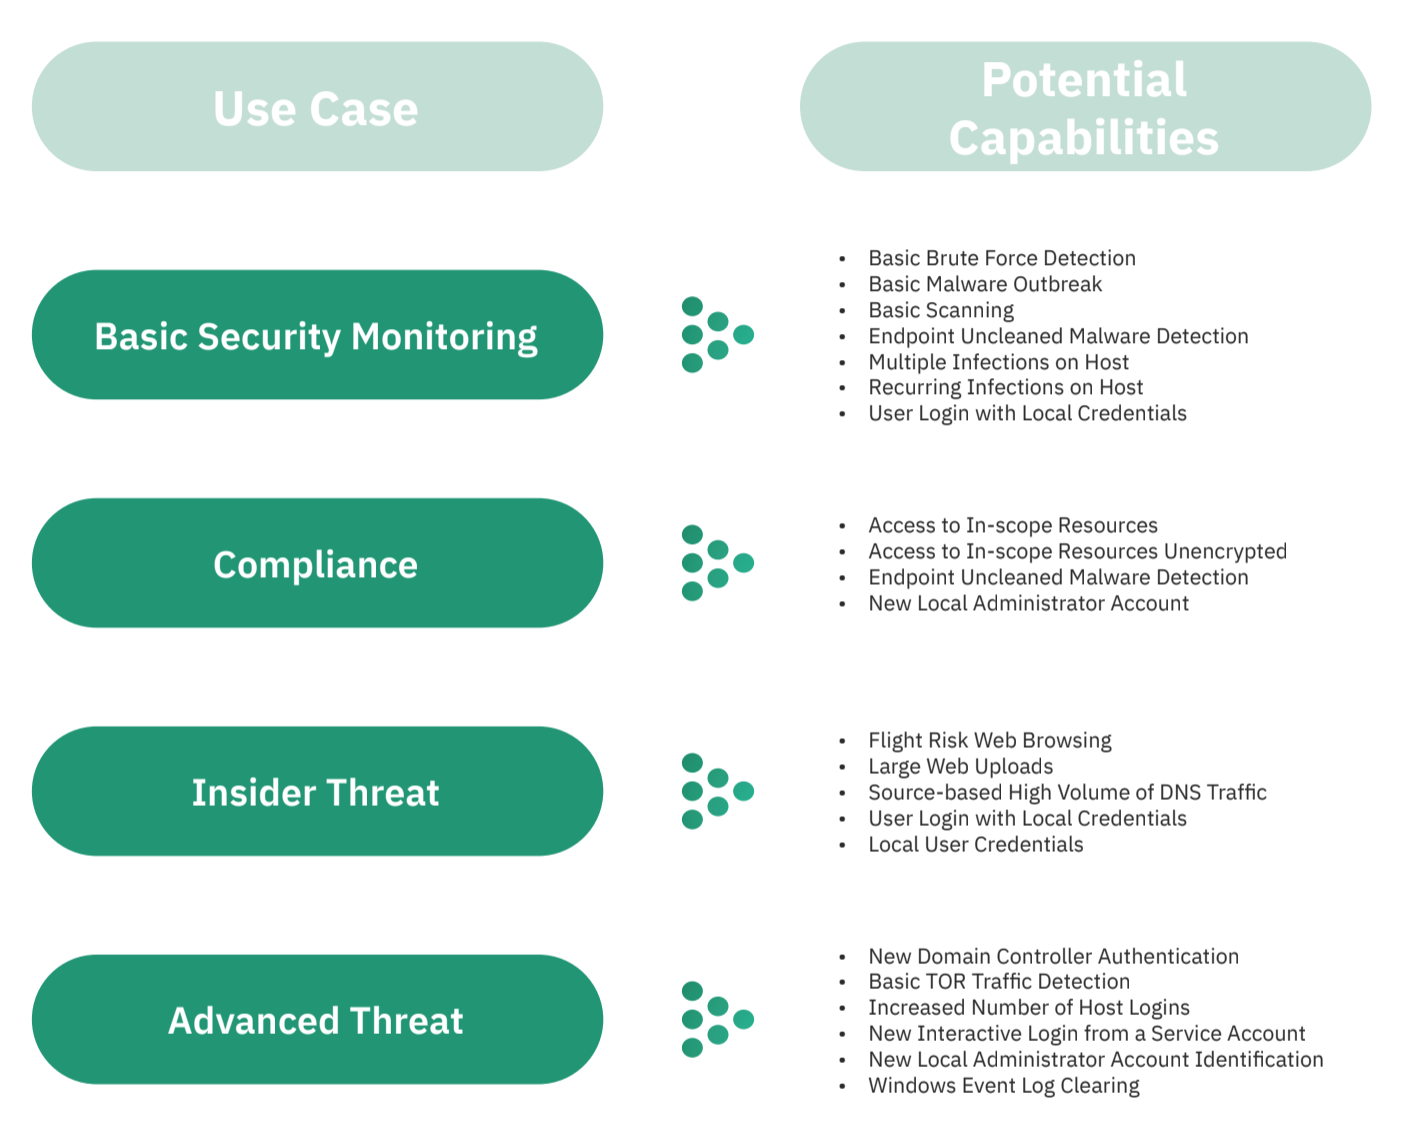 Use Case
Potential
Capabilities
Basic Security Monitoring
• Basic Brute Force Detection
• Basic Malware Outbreak
• Basic Scanning
• Endpoint Uncleaned Malware Detection
• Multiple Infections on Host
• Recurring Infections on Host
• User Login with Local Credentials
Compliance
• Access to In-scope Resources
• Access to In-scope Resources Unencrypted
• Endpoint Uncleaned Malware Detection
• New Local Administrator Account
Insider Threat
• Flight Risk Web Browsing
• Large Web Uploads
• Source-based High Volume of DNS Traffic
• User Login with Local Credentials
• Local User Credentials
Advanced Threat
• New Domain Controller Authentication
• Basic TOR Traffic Detection
• Increased Number of Host Logins
• New Interactive Login from a Service Account
• New Local Administrator Account Identification
• Windows Event Log Clearing